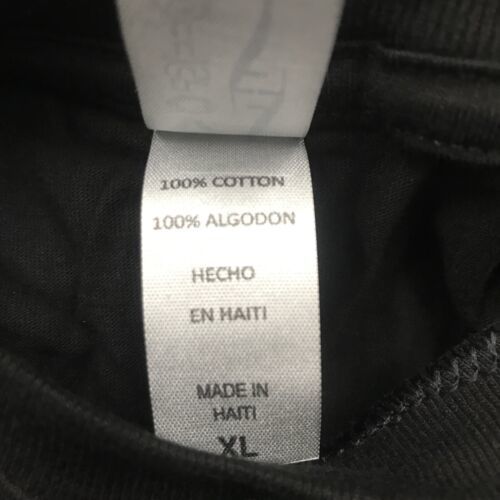 100% COTTON
100% ALGODON
HECHO
EN HAITI
MADE IN
HAITI
XL